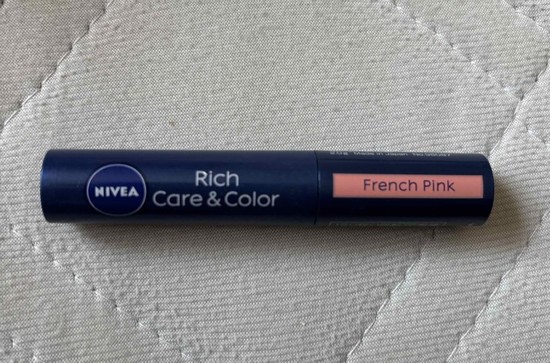 NIVEA
Rich
Care & Color
French Pink